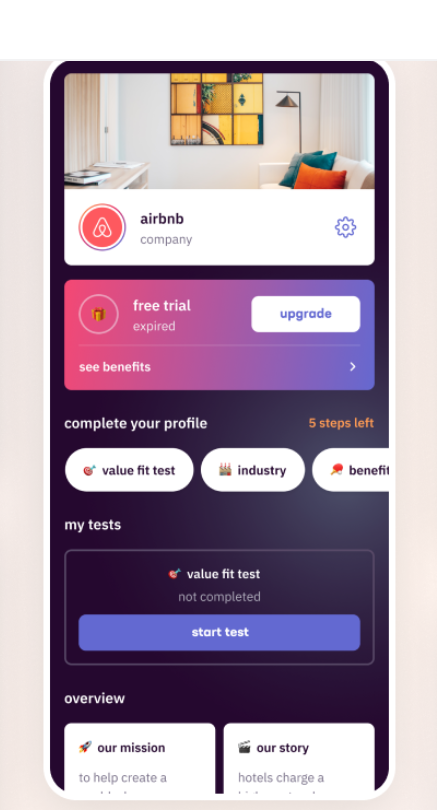 airbnb
company
free trial
expired
upgrade
see benefits
complete your profile
5 steps left
value fit test
industry
benefit
my tests
value fit test
not completed
start test
overview
our mission
our story
to help create a
hotels charge a